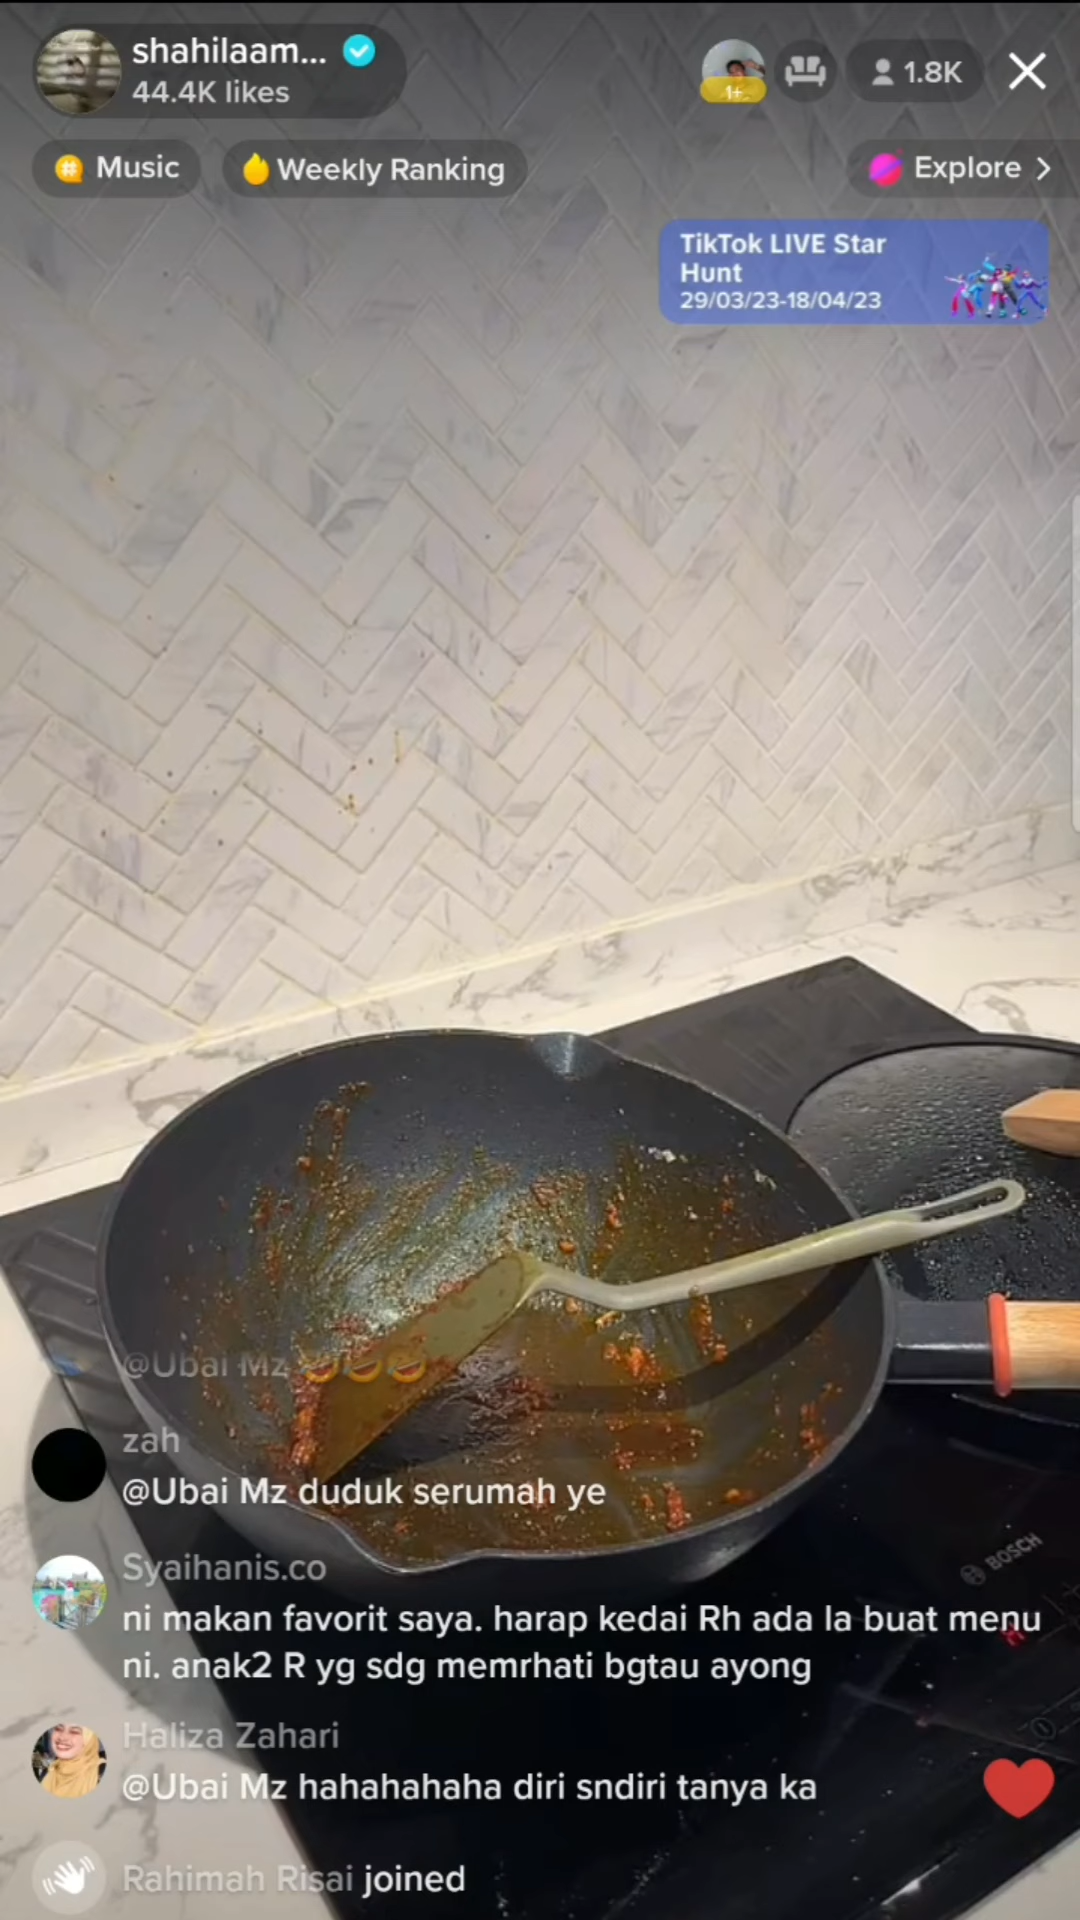 shahilaam...
44.4K likes
1+
1.8K
Music
Weekly Ranking
Explore
TikTok LIVE Star
Hunt
29/03/23-18/04/23
@Ubai Mz 😂😂😂
zah
@Ubai Mz duduk serumah ye
BOSCH
Syaihanis.co
ni makan favorit saya. harap kedai Rh ada la buat menu
ni. anak2 R yg sdg memrhati bgtau ayong
Haliza Zahari
@Ubai Mz hahahahaha diri sndiri tanya ka
Rahimah Risai joined